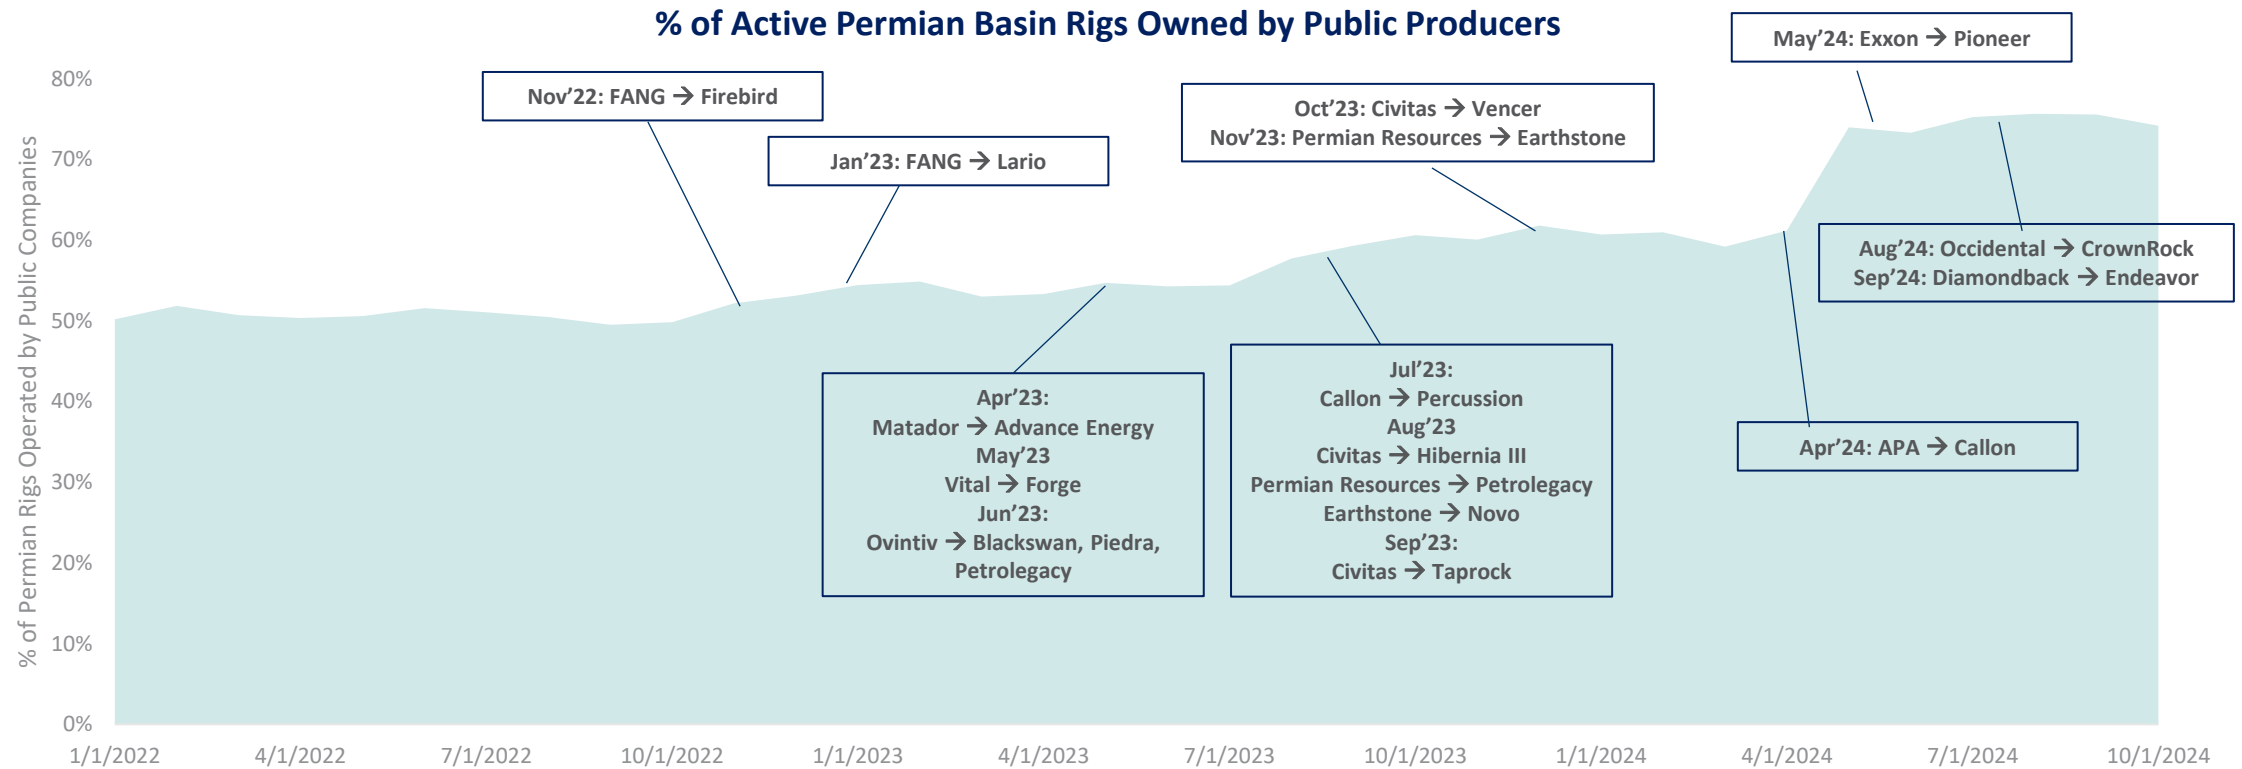 % of Active Permian Basin Rigs Owned by Public Producers
May’24: Exxon → Pioneer
Nov’22: FANG → Firebird
Oct’23: Civitas → Vencer
Nov’23: Permian Resources → Earthstone
Jan’23: FANG → Lario
Aug’24: Occidental → CrownRock
Sep’24: Diamondback → Endeavor
Apr’23:
Matador → Advance Energy
May’23
Vital → Forge
Jun’23:
Ovintiv → Blackswan, Piedra,
Petrolegacy
Jul’23:
Callon → Percussion
Aug’23
Civitas → Hibernia III
Permian Resources → Petrolegacy
Earthstone → Novo
Sep’23:
Civitas → Taprock
Apr’24: APA → Callon
% of Permian Rigs Operated by Public Companies
80%
70%
60%
50%
40%
30%
20%
10%
0%
1/1/2022
4/1/2022
7/1/2022
10/1/2022
1/1/2023
4/1/2023
7/1/2023
10/1/2023
1/1/2024
4/1/2024
7/1/2024
10/1/2024